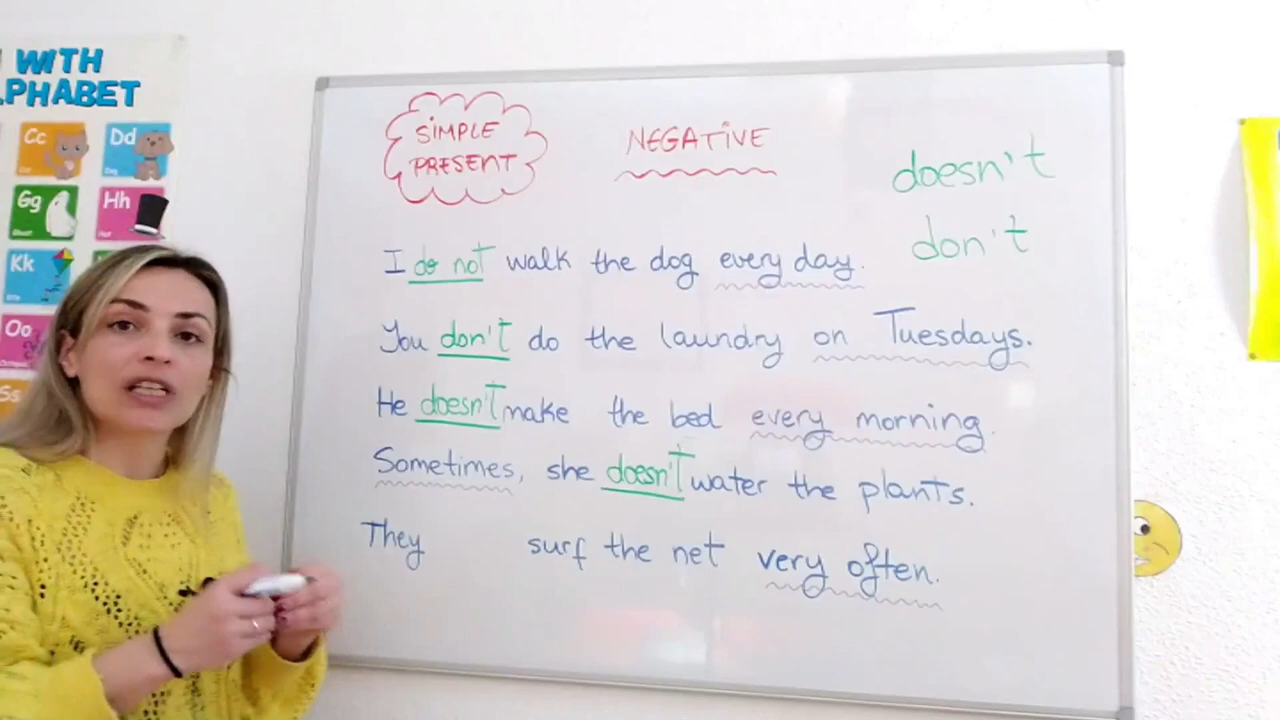 WITH
ALPHABET
Cc
Dd
Gg
Hh
Kk
Oo
Ss
SIMPLE
PRESENT
NEGATIVE
doesn't
don't
I do not walk the dog every day.
You don't do the laundry on Tuesdays.
He doesn't make the bed every morning.
Sometimes, she doesn't water the plants.
They surf the net very often.